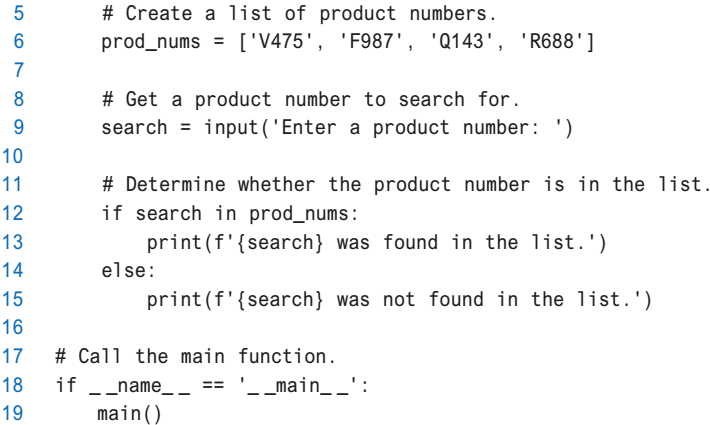 5 # Create a list of product numbers.
6 prod_nums = ['V475', 'F987', 'Q143', 'R688']
7
8 # Get a product number to search for.
9 search = input('Enter a product number: ')
10
11 # Determine whether the product number is in the list.
12 if search in prod_nums:
13 print(f'{search} was found in the list.')
14 else:
15 print(f'{search} was not found in the list.')
16
17 # Call the main function.
18 if _ _name_ _ == '_ _main_ _':
19 main()